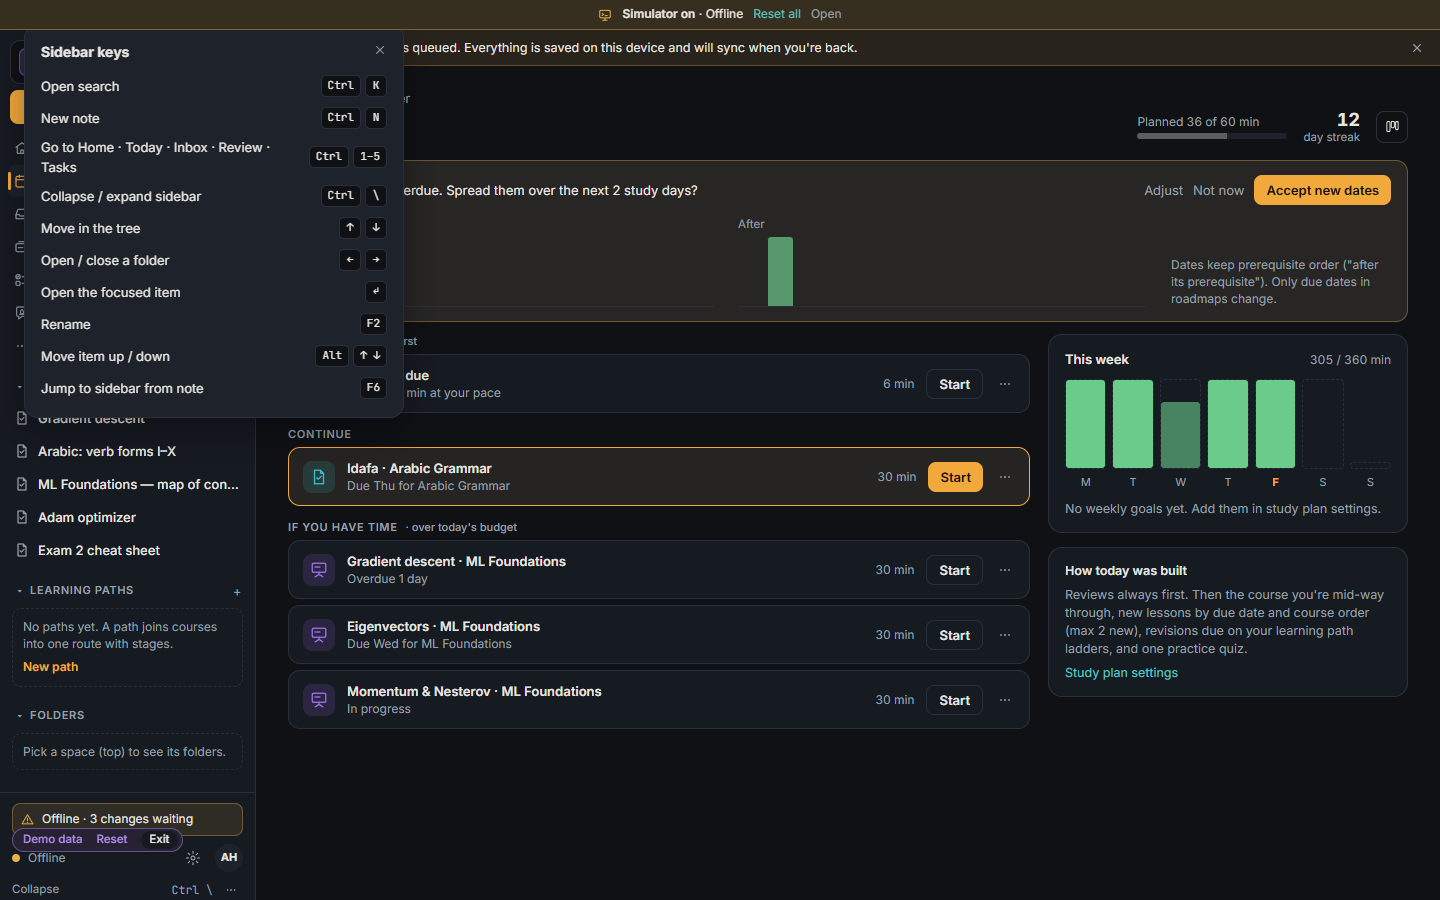 Simulator on · Offline Reset all Open
Sidebar keys
Open search Ctrl K
New note Ctrl N
Go to Home · Today · Inbox · Review ·
Tasks Ctrl 1–5
Collapse / expand sidebar Ctrl \
Move in the tree ↑ ↓
Open / close a folder ← →
Open the focused item ↲
Rename F2
Move item up / down Alt ↑ ↓
Jump to sidebar from note F6
queued. Everything is saved on this device and will sync when you're back.
Planned 36 of 60 min
12
day streak
Spread them over the next 2 study days?
Adjust Not now Accept new dates
After
Dates keep prerequisite order ("after
its prerequisite"). Only due dates in
roadmaps change.
due
min at your pace
6 min Start ···
CONTINUE
Idafa · Arabic Grammar
Due Thu for Arabic Grammar
30 min Start ···
IF YOU HAVE TIME · over today's budget
Gradient descent · ML Foundations
Overdue 1 day
30 min Start ···
Eigenvectors · ML Foundations
Due Wed for ML Foundations
30 min Start ···
Momentum & Nesterov · ML Foundations
In progress
30 min Start ···
This week 305 / 360 min
M T W T F S S
No weekly goals yet. Add them in study plan settings.
How today was built
Reviews always first. Then the course you're mid-way
through, new lessons by due date and course order
(max 2 new), revisions due on your learning path
ladders, and one practice quiz.
Study plan settings
Gradient descent
Arabic: verb forms I–X
ML Foundations — map of con...
Adam optimizer
Exam 2 cheat sheet
LEARNING PATHS +
No paths yet. A path joins courses
into one route with stages.
New path
FOLDERS
Pick a space (top) to see its folders.
Offline · 3 changes waiting
Demo data Reset Exit
Offline AH
Collapse Ctrl \ ···